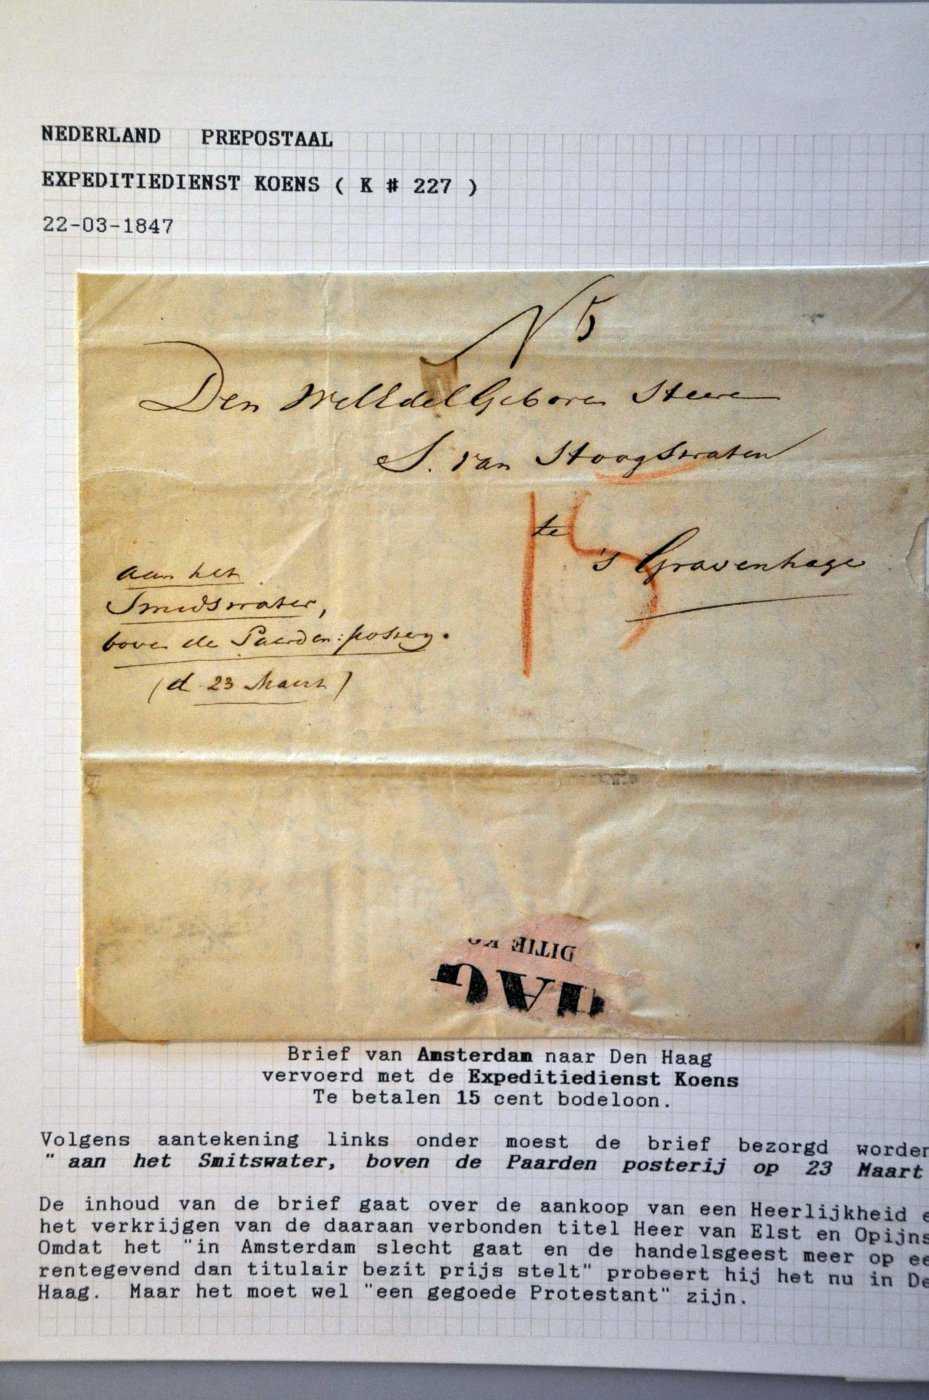 NEDERLAND PREPOSTAAL
EXPEDITIEDIENST KOENS ( K # 227 )
22-03-1847
N 5
Den WelEdelGeboren Heere
S. van Hoogstraten
te
's Gravenhage
15
aan het
Smidswater,
boven de Paarden:postery.
(d. 23 Maart)
DITIE KO
HAG
Brief van Amsterdam naar Den Haag
vervoerd met de Expeditiedienst Koens
Te betalen 15 cent bodeloon.
Volgens aantekening links onder moest de brief bezorgd worden
" aan het Smitswater, boven de Paarden posterij op 23 Maart
De inhoud van de brief gaat over de aankoop van een Heerlijkheid e
het verkrijgen van de daaraan verbonden titel Heer van Elst en Opijns
Omdat het "in Amsterdam slecht gaat en de handelsgeest meer op ee
rentegevend dan titulair bezit prijs stelt" probeert hij het nu in De
Haag. Maar het moet wel "een gegoede Protestant" zijn.